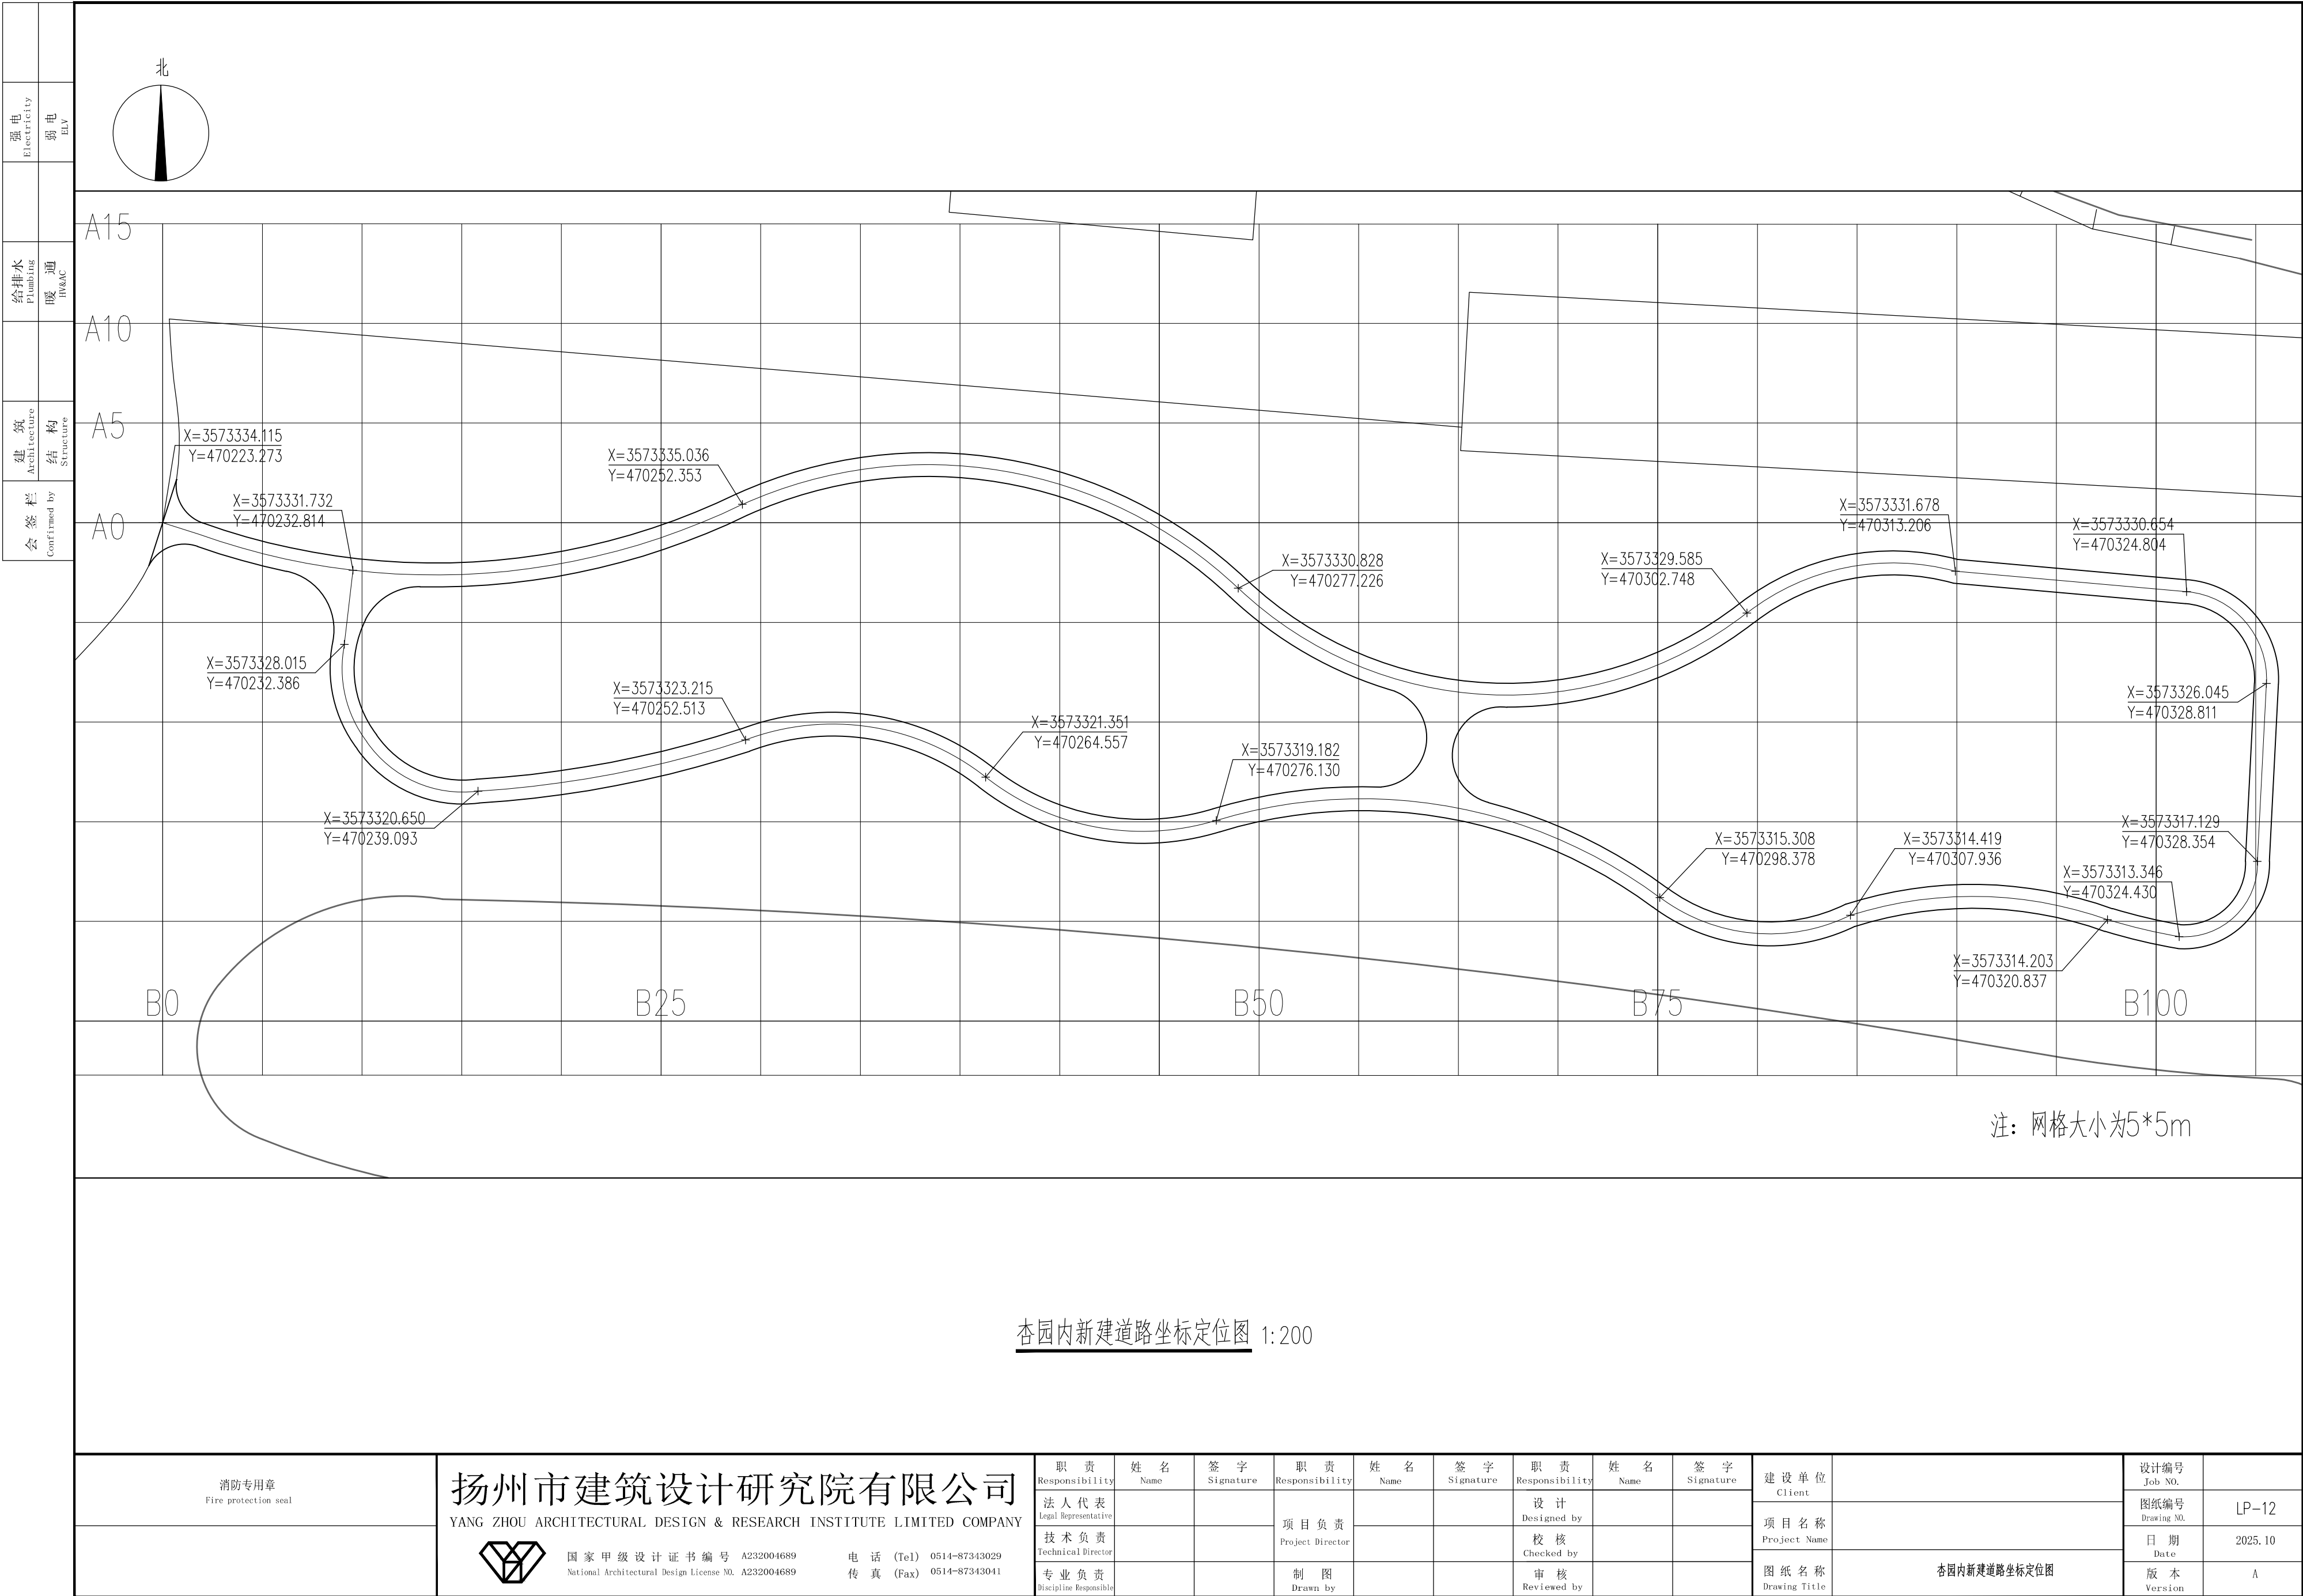 北
强 电
Electricity
弱 电
ELV
给排水
Plumbing
暖 通
HV&AC
建 筑
Architecture
结 构
Structure
会 签 栏
Confirmed by
A15
A10
A5
A0
X=3573334.115
Y=470223.273
X=3573331.732
Y=470232.814
X=3573335.036
Y=470252.353
X=3573330.828
Y=470277.226
X=3573329.585
Y=470302.748
X=3573331.678
Y=470313.206
X=3573330.654
Y=470324.804
X=3573328.015
Y=470232.386
X=3573323.215
Y=470252.513
X=3573321.351
Y=470264.557
X=3573319.182
Y=470276.130
X=3573326.045
Y=470328.811
X=3573320.650
Y=470239.093
X=3573315.308
Y=470298.378
X=3573314.419
Y=470307.936
X=3573317.129
Y=470328.354
X=3573313.346
Y=470324.430
X=3573314.203
Y=470320.837
B0
B25
B50
B75
B100
注：网格大小为5*5m
杏园内新建道路坐标定位图 1:200
消防专用章
Fire protection seal
扬州市建筑设计研究院有限公司
YANG ZHOU ARCHITECTURAL DESIGN & RESEARCH INSTITUTE LIMITED COMPANY
国 家 甲 级 设 计 证 书 编 号 A232004689
National Architectural Design License NO. A232004689
电 话 (Tel) 0514-87343029
传 真 (Fax) 0514-87343041
职 责 姓 名 签 字 职 责 姓 名 签 字 职 责 姓 名 签 字
Responsibility Name Signature Responsibility Name Signature Responsibility Name Signature
法 人 代 表
Legal Representative
技 术 负 责
Technical Director
专 业 负 责
Discipline Responsible
项 目 负 责
Project Director
制 图
Drawn by
设 计
Designed by
校 核
Checked by
审 核
Reviewed by
建 设 单 位
Client
项 目 名 称
Project Name
图 纸 名 称
Drawing Title
杏园内新建道路坐标定位图
设计编号
Job NO.
图纸编号
Drawing NO.
LP-12
日 期
Date
2025.10
版 本
Version
A